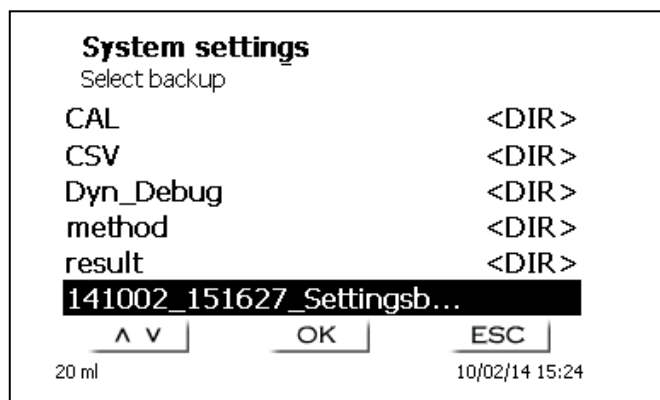 System settings
Select backup
CAL <DIR>
CSV <DIR>
Dyn_Debug <DIR>
method <DIR>
result <DIR>
141002_151627_Settingsb...
∧ ∨ OK ESC
20 ml 10/02/14 15:24